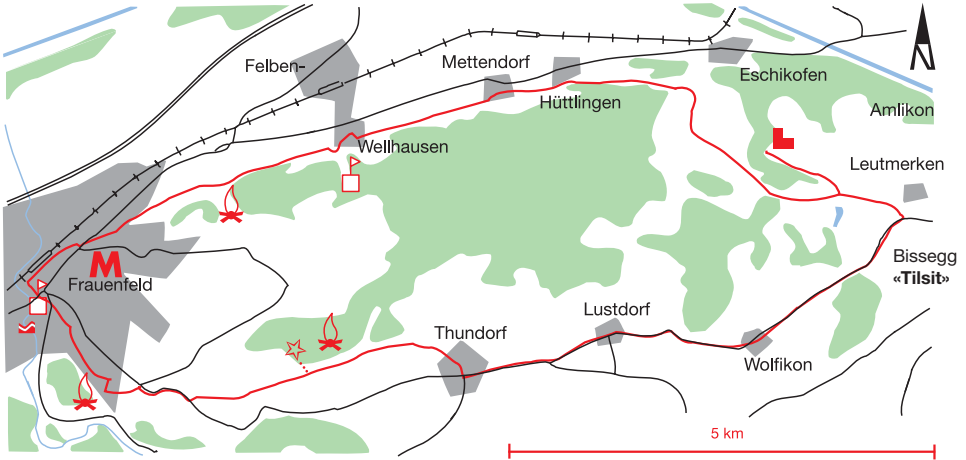 Felben-
Wellhausen
Mettendorf
Hüttlingen
Eschikofen
Amlikon
Leutmerken
Bissegg
«Tilsit»
M
Frauenfeld
Thundorf
Lustdorf
Wolfikon
5 km
N